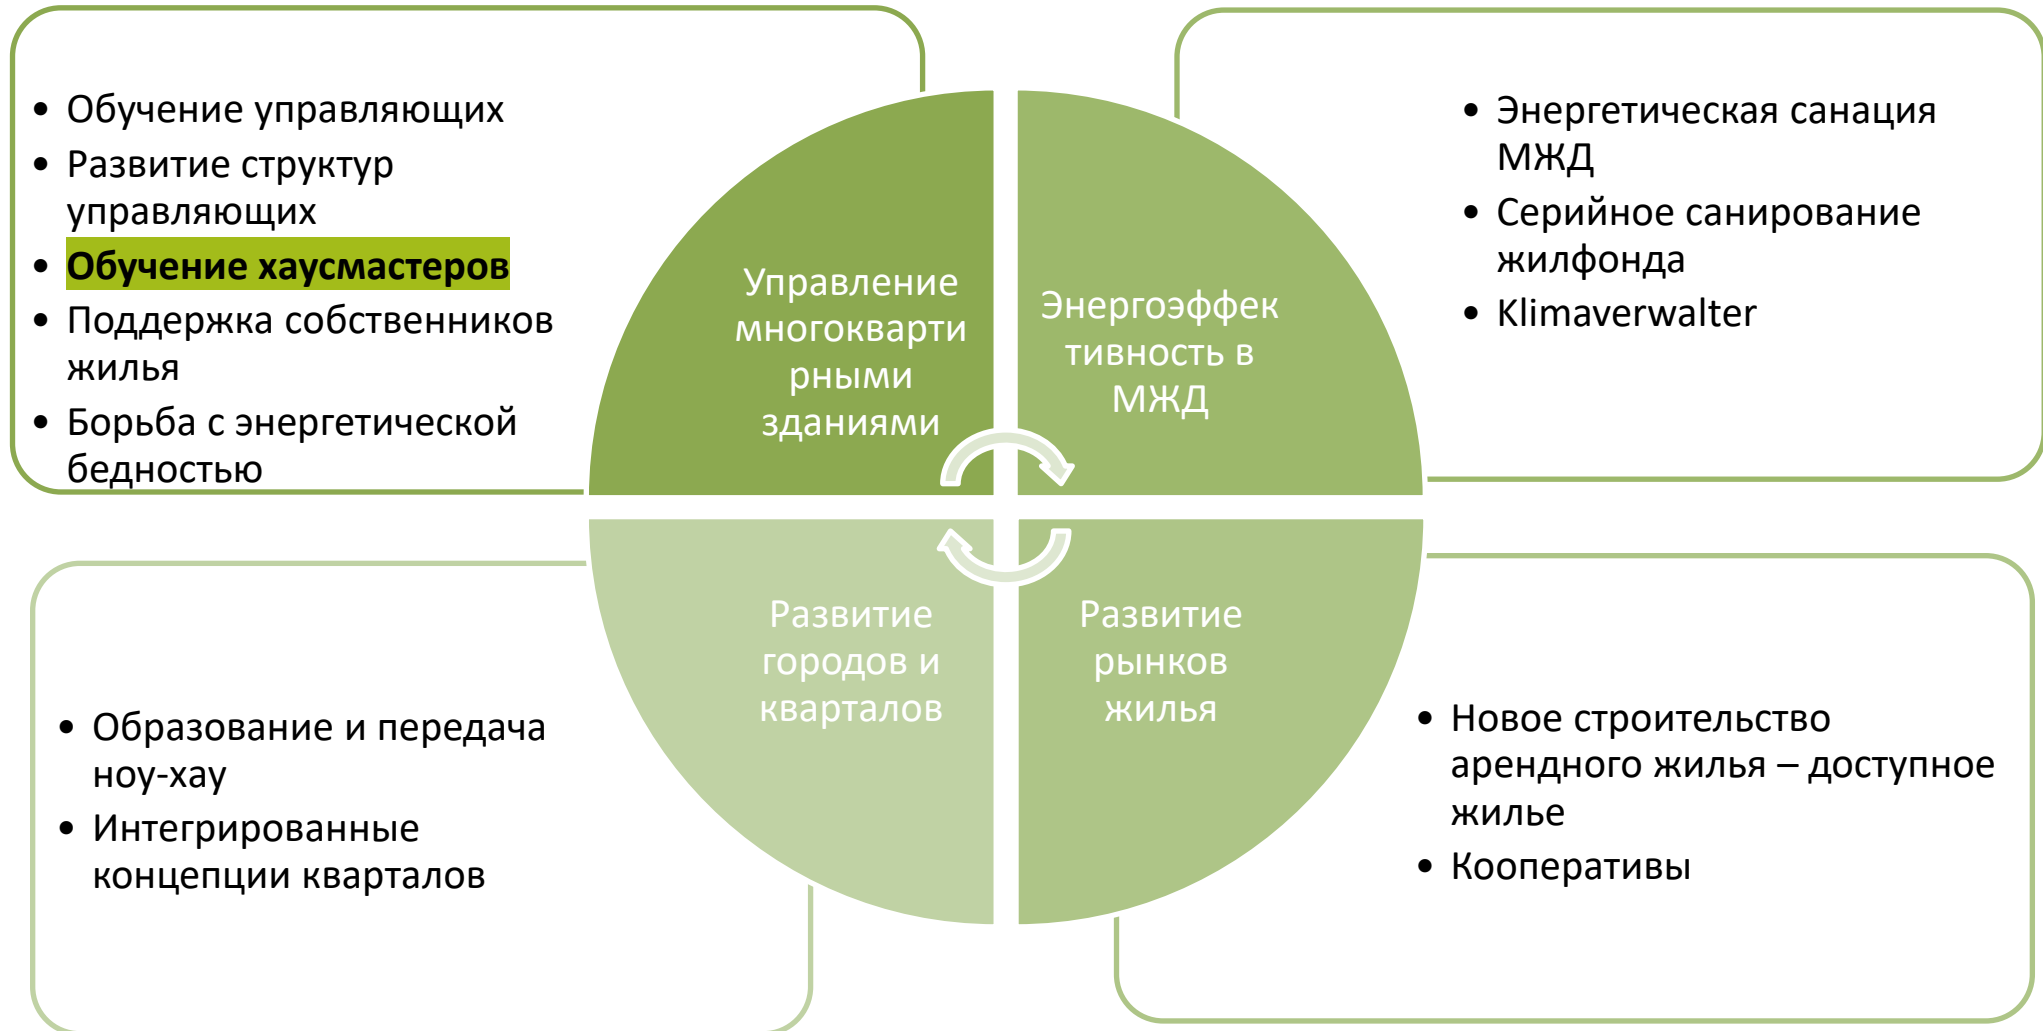 • Обучение управляющих
• Развитие структур
управляющих
• Обучение хаусмастеров
• Поддержка собственников
жилья
• Борьба с энергетической
бедностью
Управление
многокварти
рными
зданиями
Энергоэффек
тивность в
МЖД
• Энергетическая санация
МЖД
• Серийное санирование
жилфонда
• Klimaverwalter
• Образование и передача
ноу-хау
• Интегрированные
концепции кварталов
Развитие
городов и
кварталов
Развитие
рынков
жилья
• Новое строительство
арендного жилья – доступное
жилье
• Кооперативы